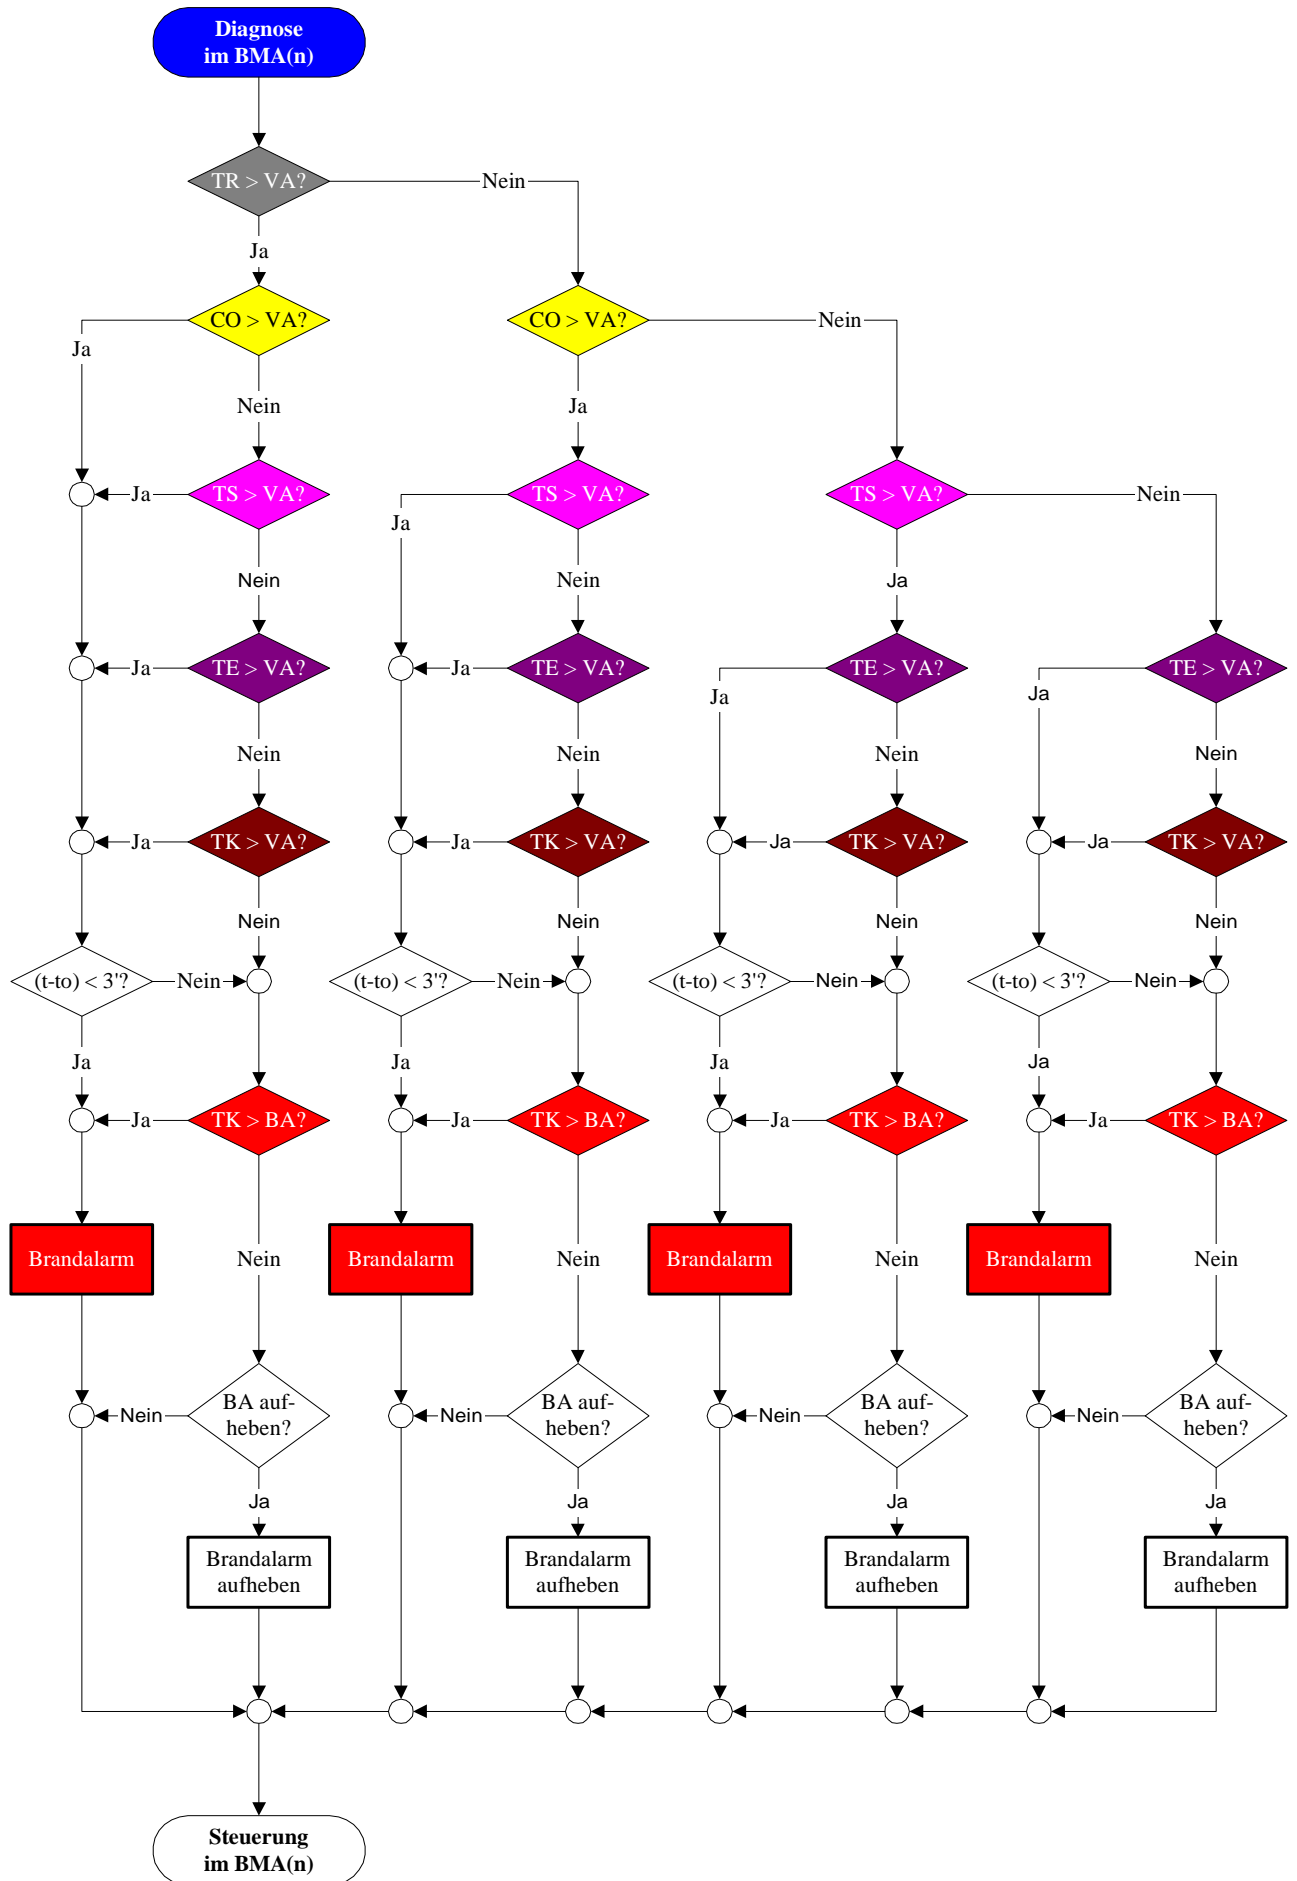 Diagnose
im BMA(n)
TR > VA?
Nein
Ja
CO > VA?
CO > VA?
Nein
Ja
Nein
Ja
Ja
TS > VA?
TS > VA?
TS > VA?
Nein
Ja
Nein
Nein
Ja
Ja
TE > VA?
Ja
TE > VA?
TE > VA?
TE > VA?
Ja
Ja
Nein
Nein
Nein
Nein
Ja
TK > VA?
Ja
TK > VA?
Ja
TK > VA?
Ja
TK > VA?
Nein
Nein
Nein
Nein
(t-to) < 3'?
Nein
(t-to) < 3'?
Nein
(t-to) < 3'?
Nein
(t-to) < 3'?
Nein
Ja
Ja
Ja
Ja
Ja
TK > BA?
Ja
TK > BA?
Ja
TK > BA?
Ja
TK > BA?
Brandalarm
Nein
Brandalarm
Nein
Brandalarm
Nein
Brandalarm
Nein
Nein
BA auf-
heben?
Nein
BA auf-
heben?
Nein
BA auf-
heben?
Nein
BA auf-
heben?
Ja
Ja
Ja
Ja
Brandalarm
aufheben
Brandalarm
aufheben
Brandalarm
aufheben
Brandalarm
aufheben
Steuerung
im BMA(n)